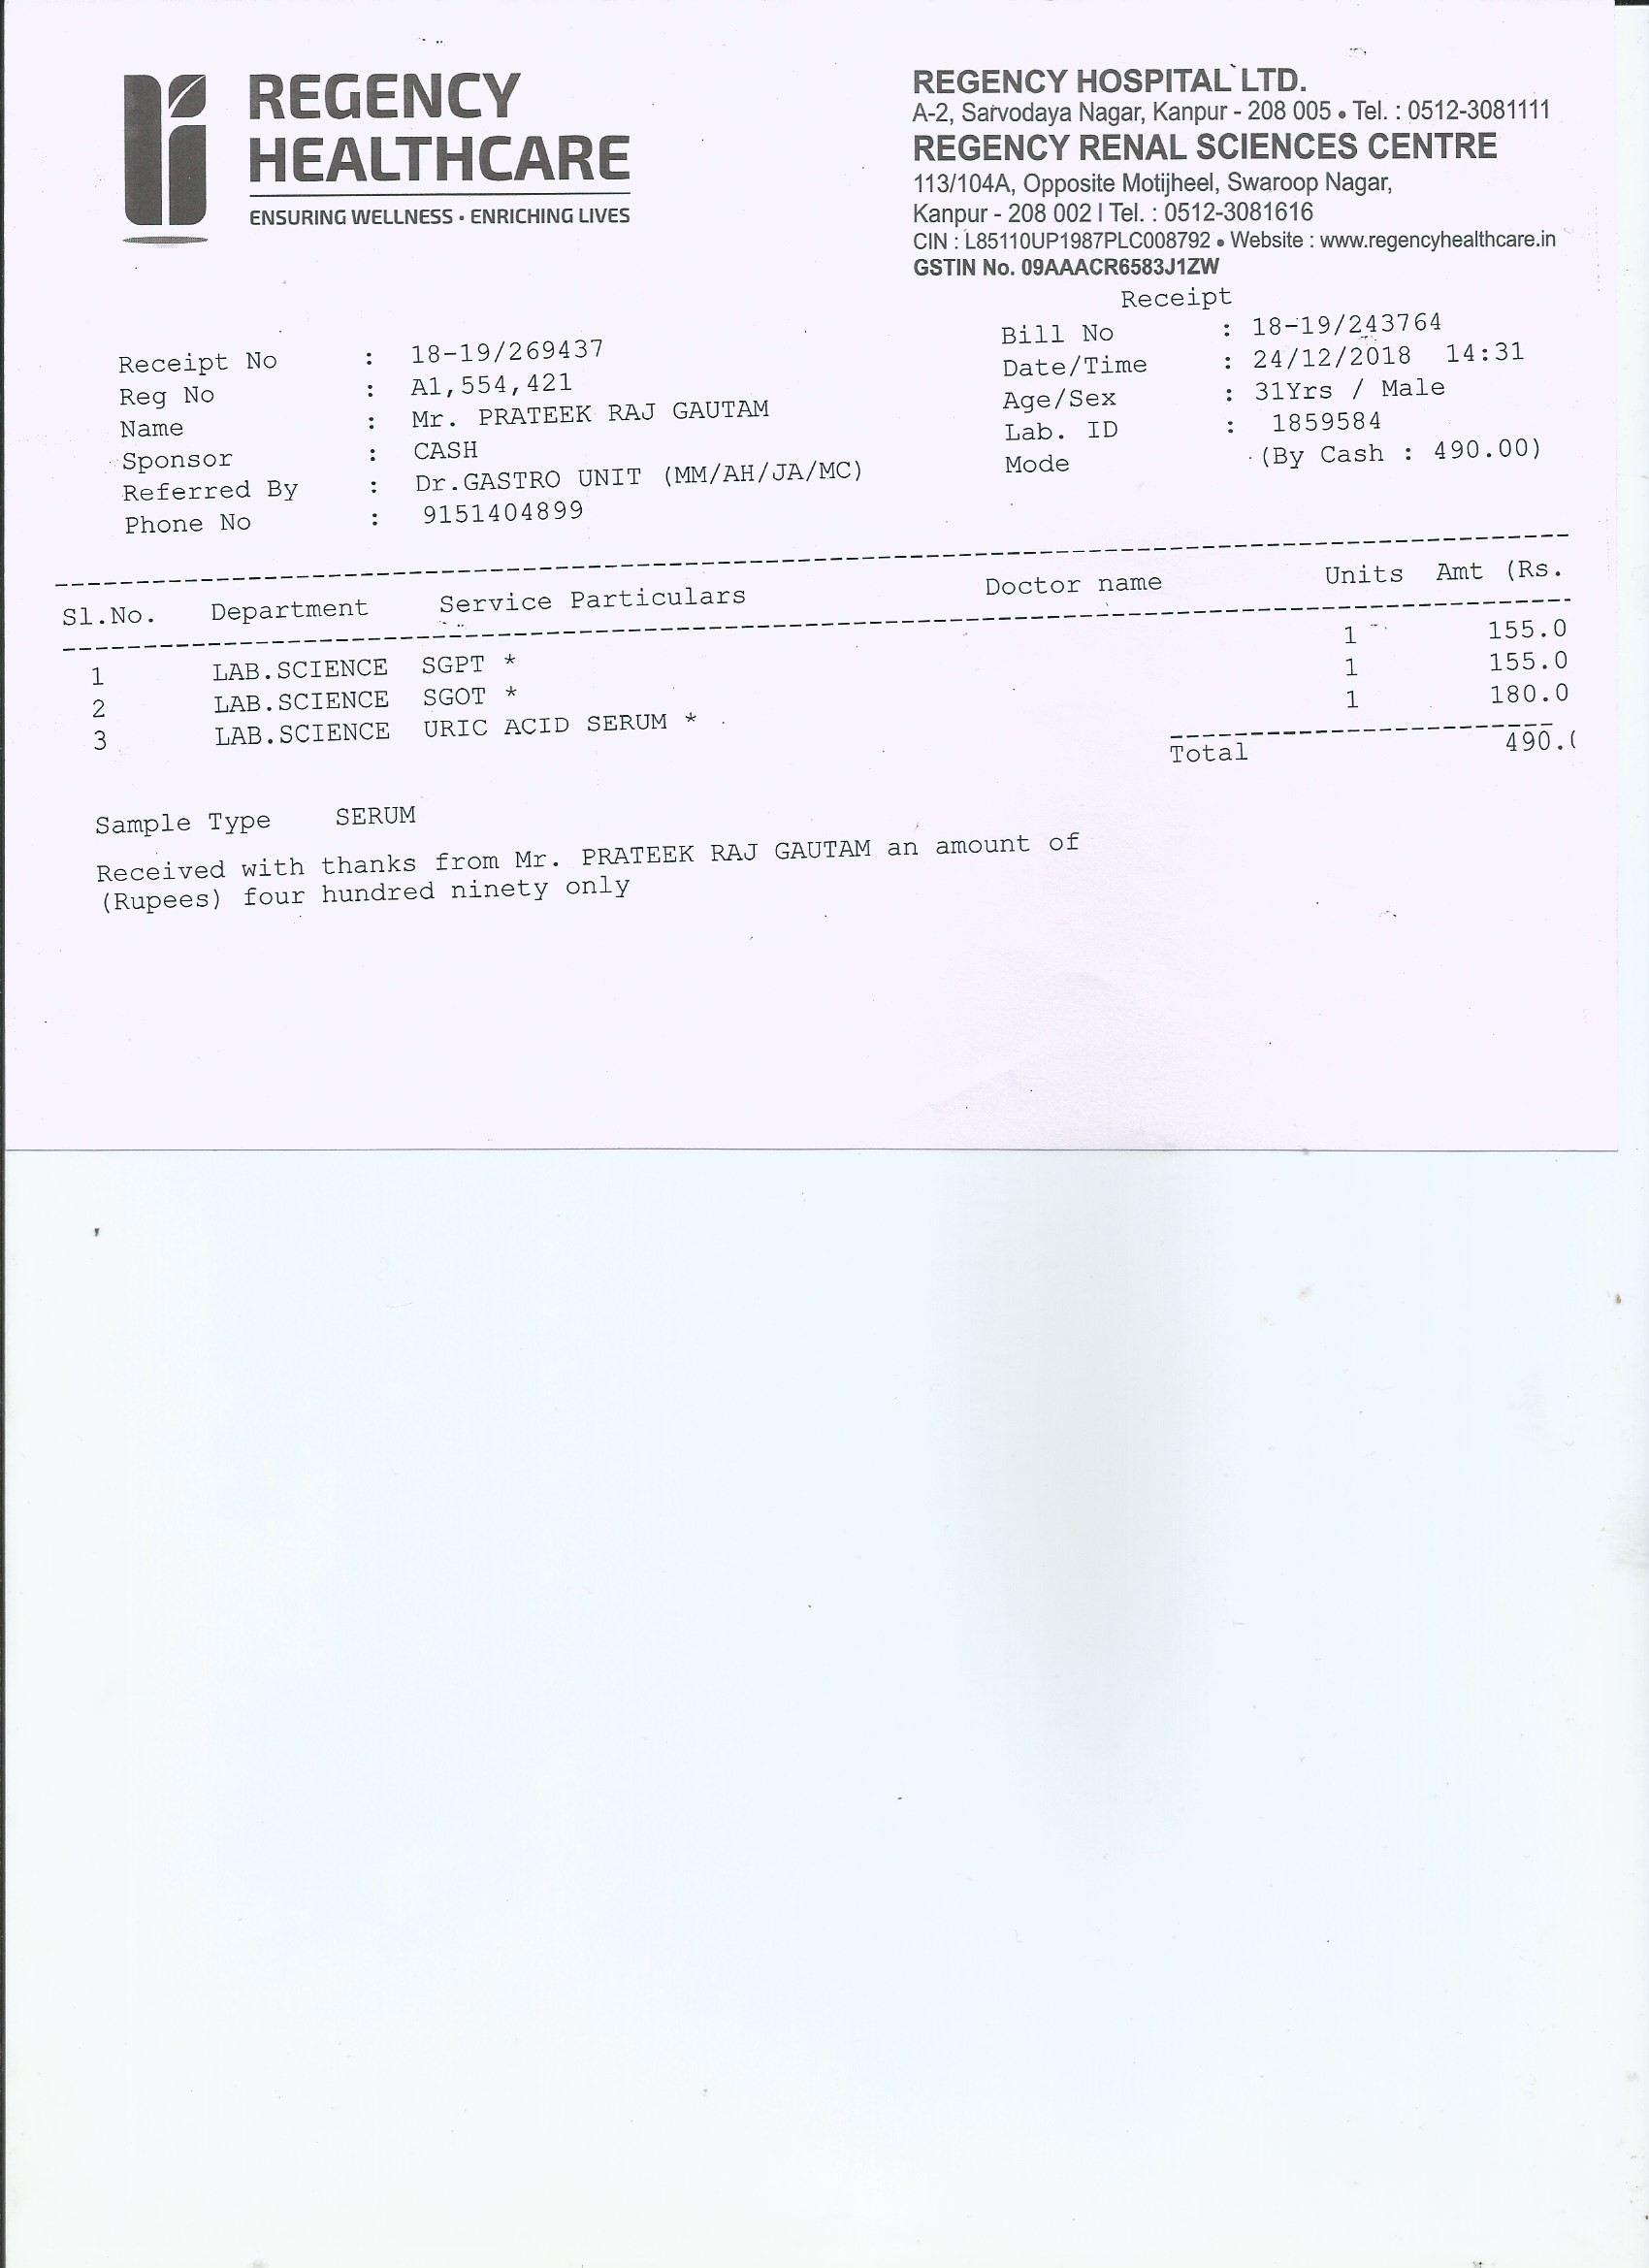 REGENCY
HEALTHCARE
ENSURING WELLNESS • ENRICHING LIVES
REGENCY HOSPITAL LTD.
A-2, Sarvodaya Nagar, Kanpur - 208 005 • Tel. : 0512-3081111
REGENCY RENAL SCIENCES CENTRE
113/104A, Opposite Motijheel, Swaroop Nagar,
Kanpur - 208 002 | Tel. : 0512-3081616
CIN : L85110UP1987PLC008792 • Website : www.regencyhealthcare.in
GSTIN No. 09AAACR6583J1ZW
Receipt
Receipt No : 18-19/269437
Reg No : A1,554,421
Name : Mr. PRATEEK RAJ GAUTAM
Sponsor : CASH
Referred By : Dr.GASTRO UNIT (MM/AH/JA/MC)
Phone No : 9151404899
Bill No : 18-19/243764
Date/Time : 24/12/2018 14:31
Age/Sex : 31Yrs / Male
Lab. ID : 1859584
Mode (By Cash : 490.00)
Sl.No. Department Service Particulars Doctor name Units Amt (Rs.
1 LAB.SCIENCE SGPT * 1 155.0
2 LAB.SCIENCE SGOT * 1 155.0
3 LAB.SCIENCE URIC ACID SERUM * 1 180.0
Total 490.(
Sample Type SERUM
Received with thanks from Mr. PRATEEK RAJ GAUTAM an amount of
(Rupees) four hundred ninety only